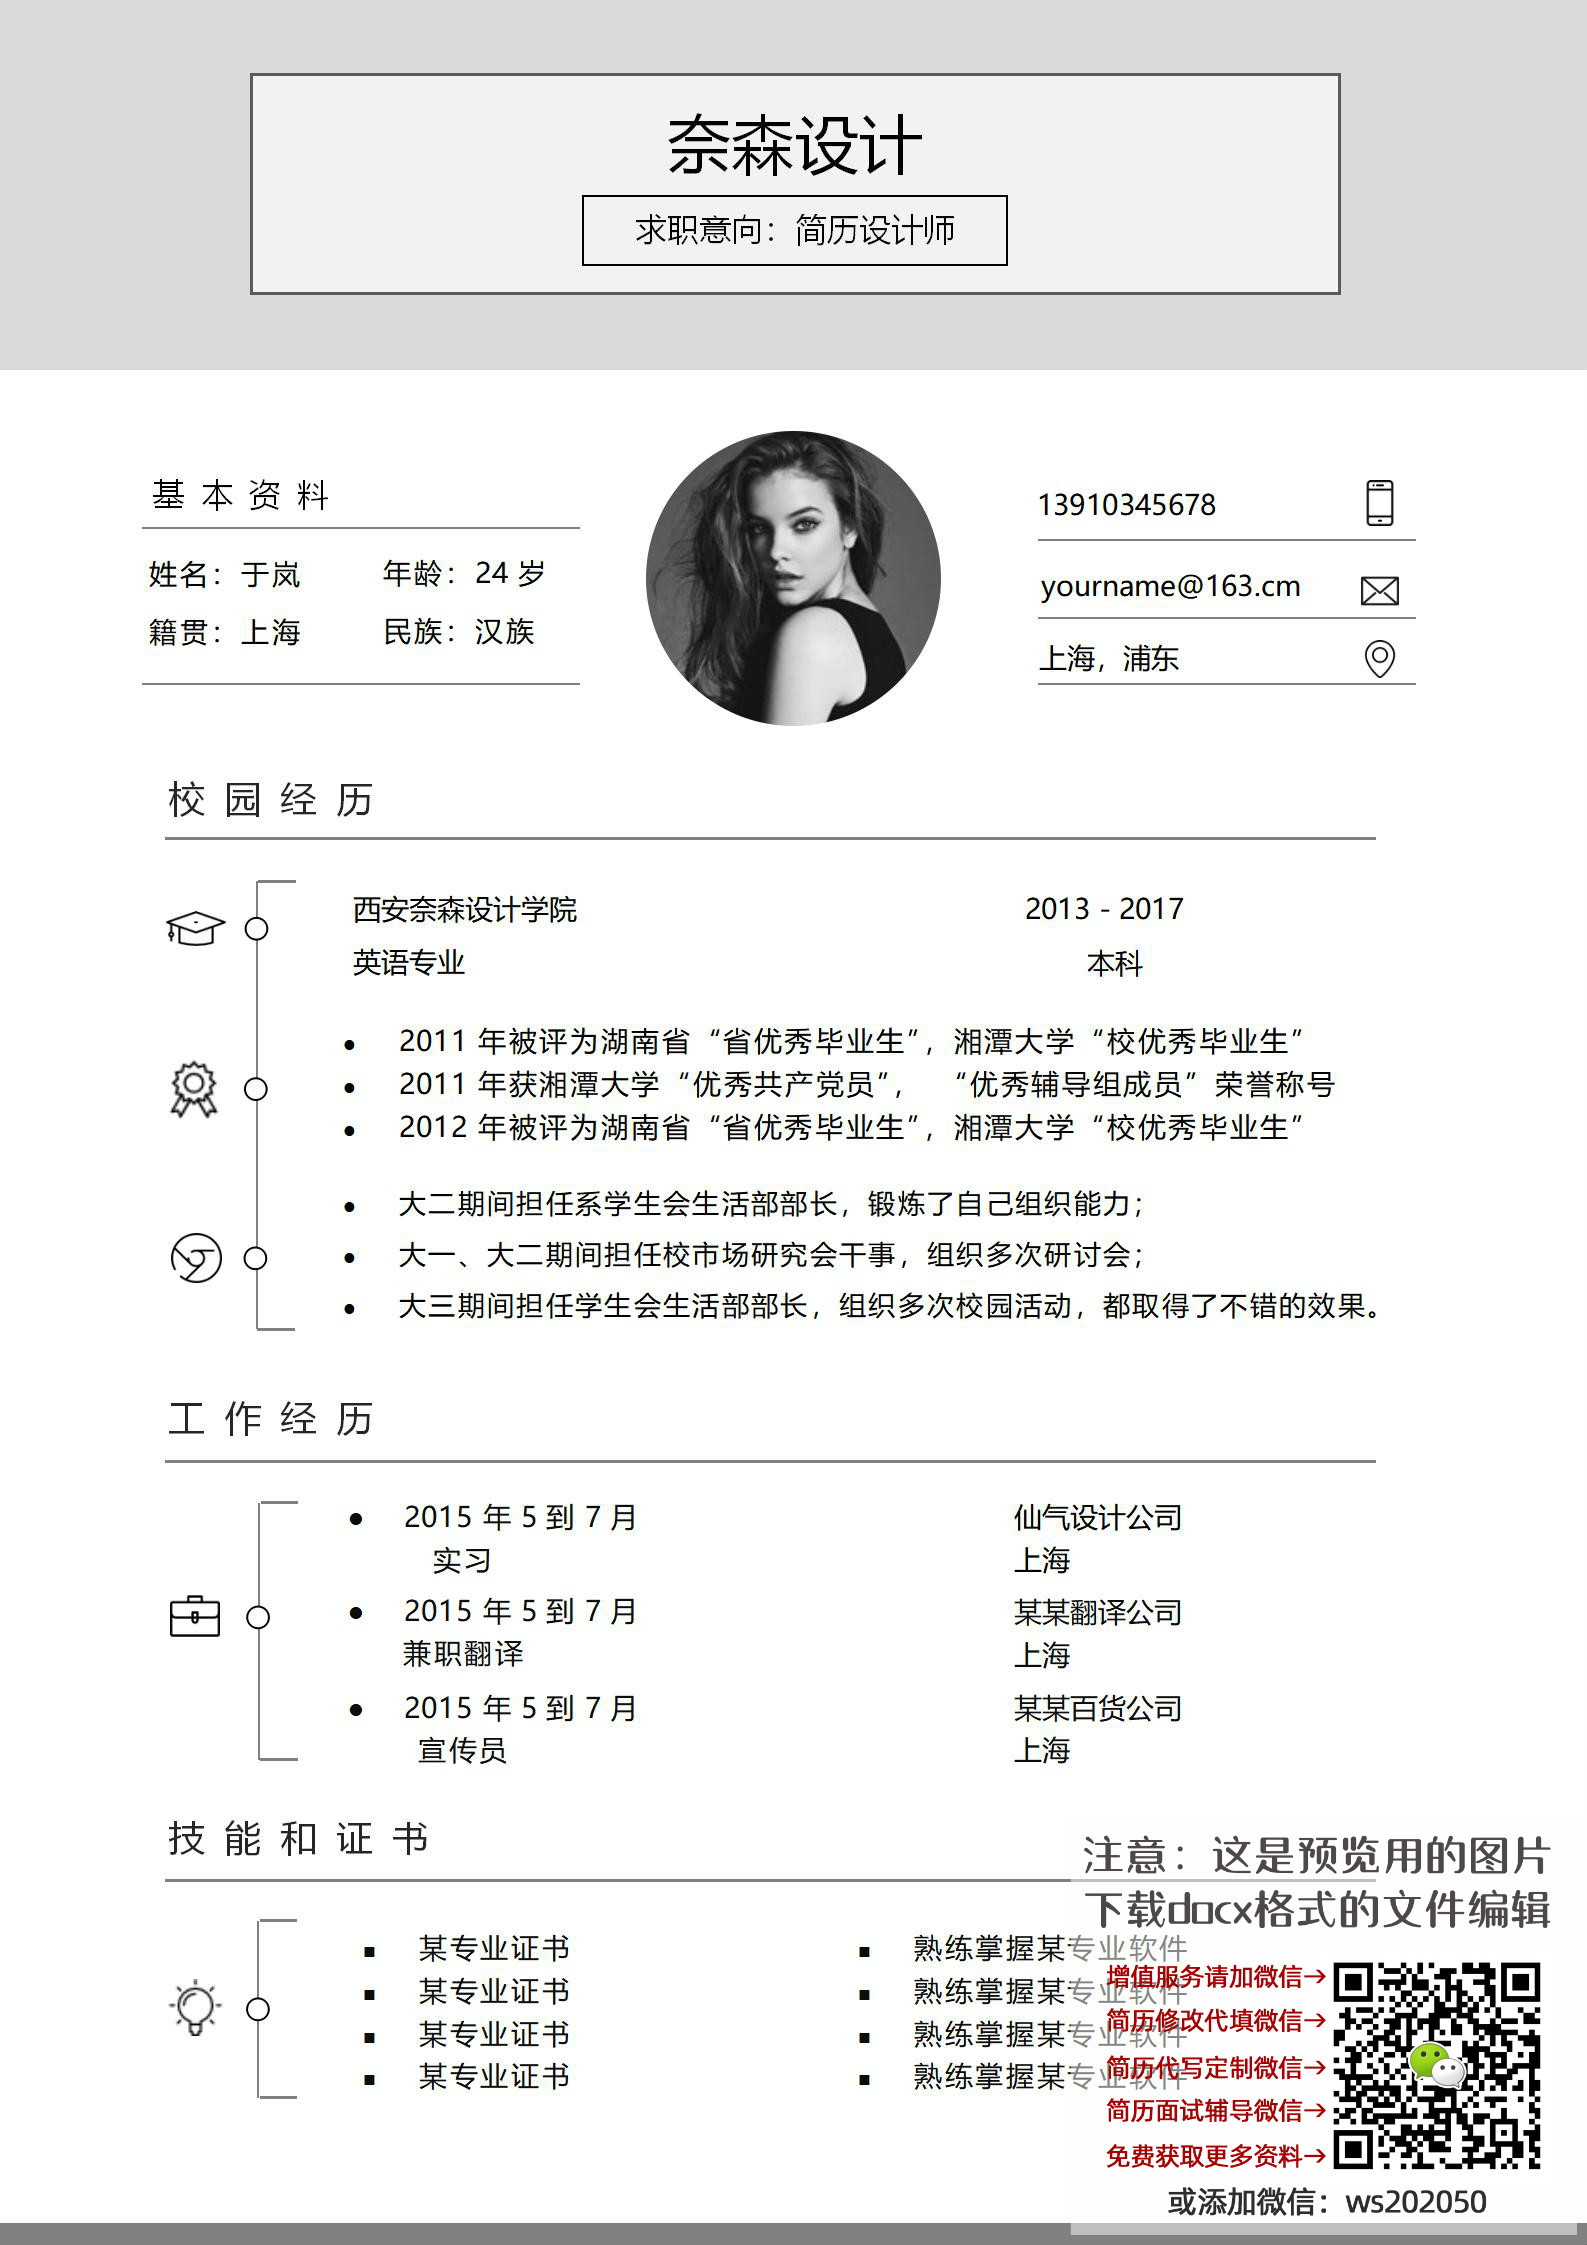 奈森设计
求职意向：简历设计师
基本资料
姓名：于岚 年龄：24 岁
籍贯：上海 民族：汉族
13910345678
yourname@163.cm
上海，浦东
校园经历
西安奈森设计学院 2013 - 2017
英语专业 本科
● 2011 年被评为湖南省“省优秀毕业生”，湘潭大学“校优秀毕业生”
● 2011 年获湘潭大学“优秀共产党员”， “优秀辅导组成员”荣誉称号
● 2012 年被评为湖南省“省优秀毕业生”，湘潭大学“校优秀毕业生”
● 大二期间担任系学生会生活部部长，锻炼了自己组织能力；
● 大一、大二期间担任校市场研究会干事，组织多次研讨会；
● 大三期间担任学生会生活部部长，组织多次校园活动，都取得了不错的效果。
工作经历
● 2015 年 5 到 7 月 仙气设计公司
实习 上海
● 2015 年 5 到 7 月 某某翻译公司
兼职翻译 上海
● 2015 年 5 到 7 月 某某百货公司
宣传员 上海
技能和证书
■ 某专业证书 ■ 熟练掌握某专业软件
■ 某专业证书 ■ 熟练掌握某专业软件
■ 某专业证书 ■ 熟练掌握某专业软件
■ 某专业证书 ■ 熟练掌握某专业软件
注意：这是预览用的图片
下载docx格式的文件编辑
增值服务请加微信→
简历修改代填微信→
简历代写定制微信→
简历面试辅导微信→
免费获取更多资料→
或添加微信：ws202050